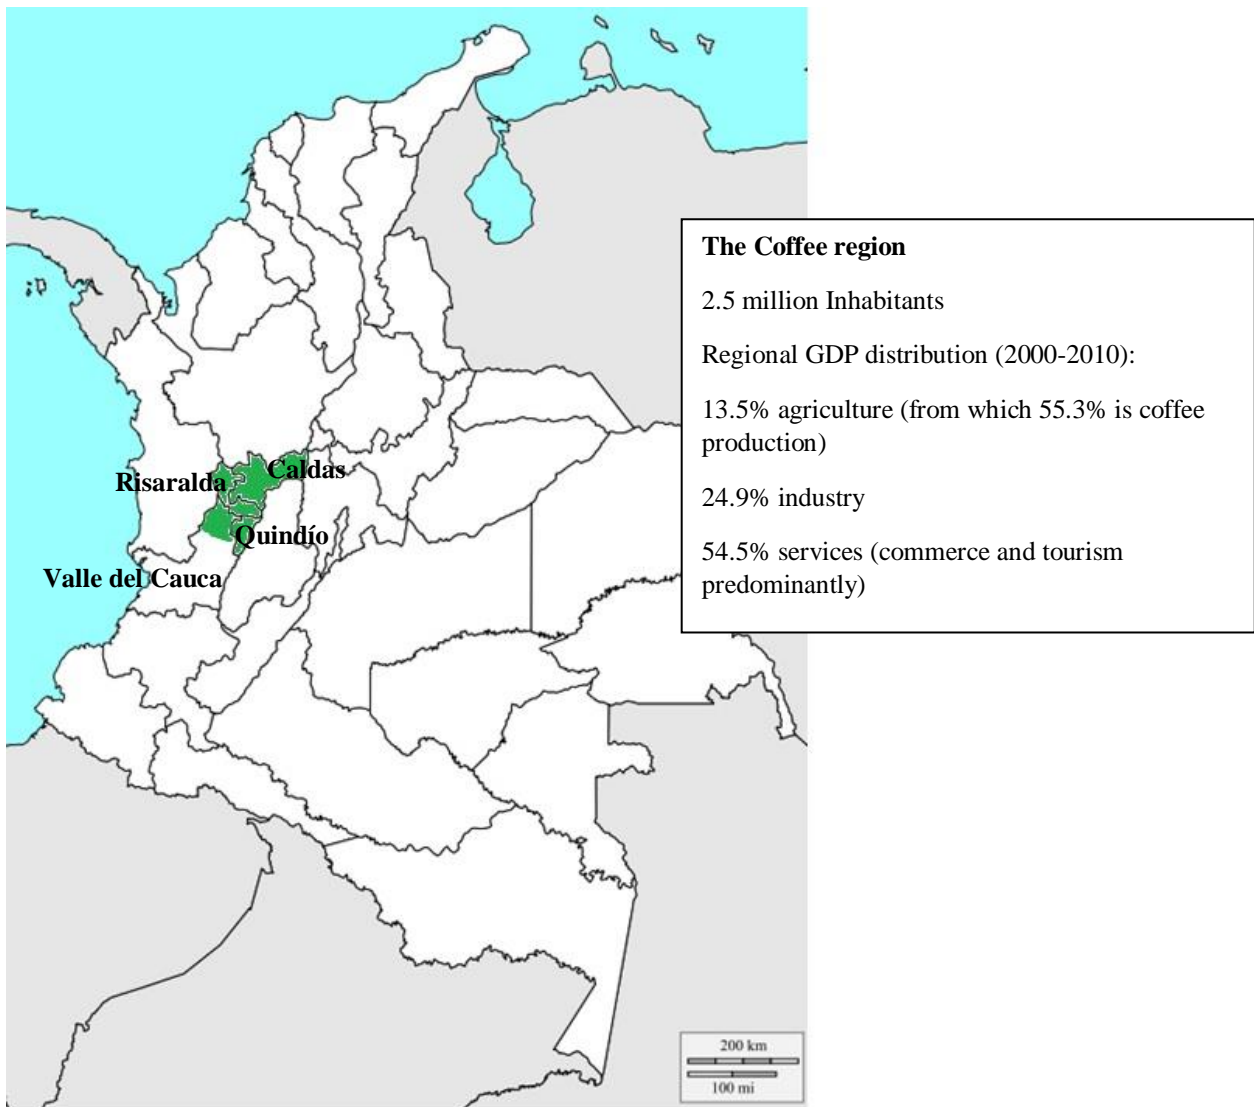 The Coffee region
2.5 million Inhabitants
Regional GDP distribution (2000-2010):
13.5% agriculture (from which 55.3% is coffee
production)
24.9% industry
54.5% services (commerce and tourism
predominantly)
Caldas
Risaralda
Quindío
Valle del Cauca
200 km
100 mi